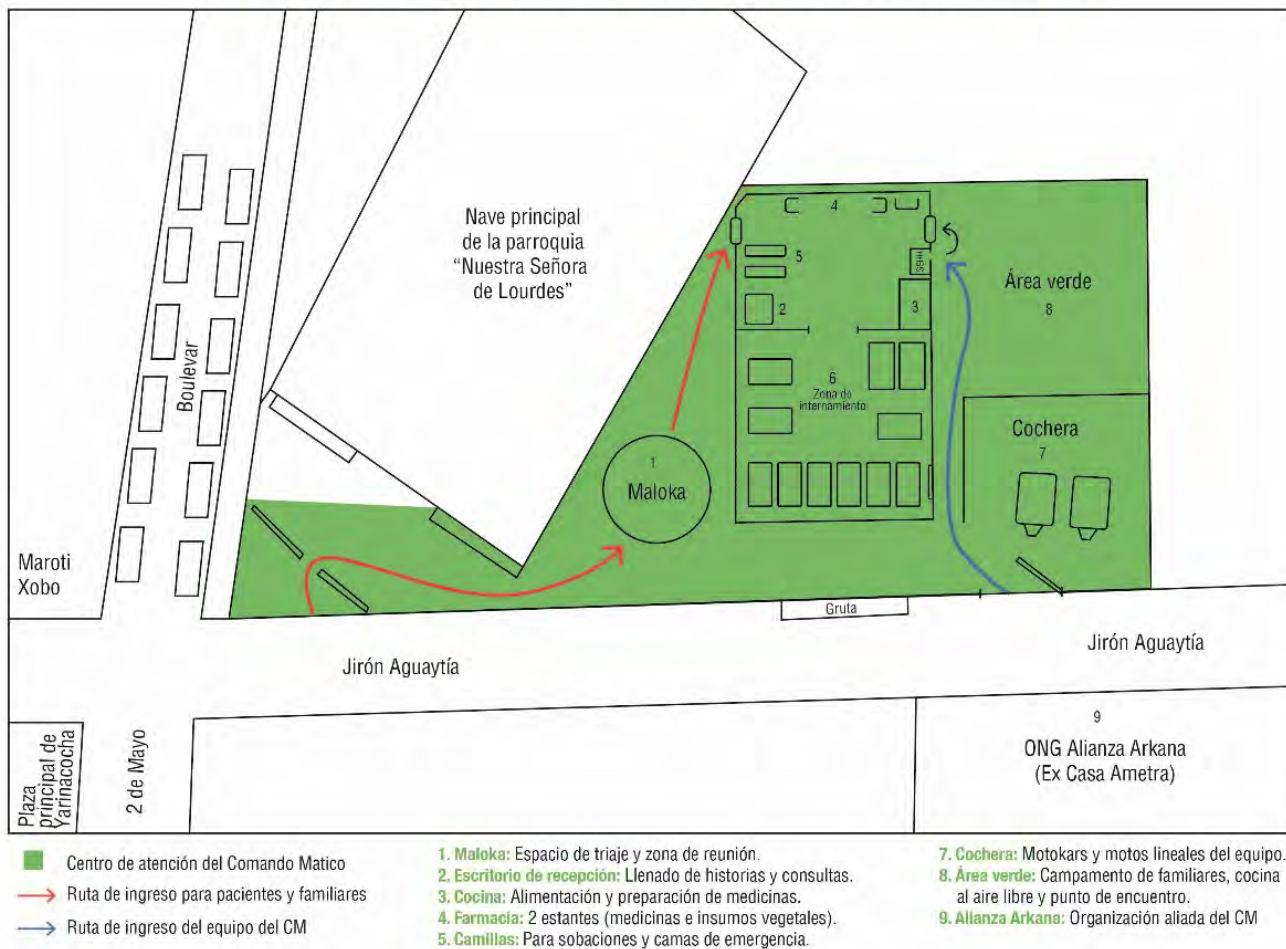 Nave principal
de la parroquia
“Nuestra Señora
de Lourdes”
Boulevar
Maroti
Xobo
1
Maloka
2
3
4
5
6
Zona de
internamiento
Área verde
8
Cochera
7
Gruta
Jirón Aguaytía
Jirón Aguaytía
Plaza
principal de
Yarinacocha
2 de Mayo
9
ONG Alianza Arkana
(Ex Casa Ametra)
Centro de atención del Comando Matico
Ruta de ingreso para pacientes y familiares
Ruta de ingreso del equipo del CM
1. Maloka: Espacio de triaje y zona de reunión.
2. Escritorio de recepción: Llenado de historias y consultas.
3. Cocina: Alimentación y preparación de medicinas.
4. Farmacia: 2 estantes (medicinas e insumos vegetales).
5. Camillas: Para sobaciones y camas de emergencia.
7. Cochera: Motokars y motos lineales del equipo.
8. Área verde: Campamento de familiares, cocina
al aire libre y punto de encuentro.
9. Alianza Arkana: Organización aliada del CM